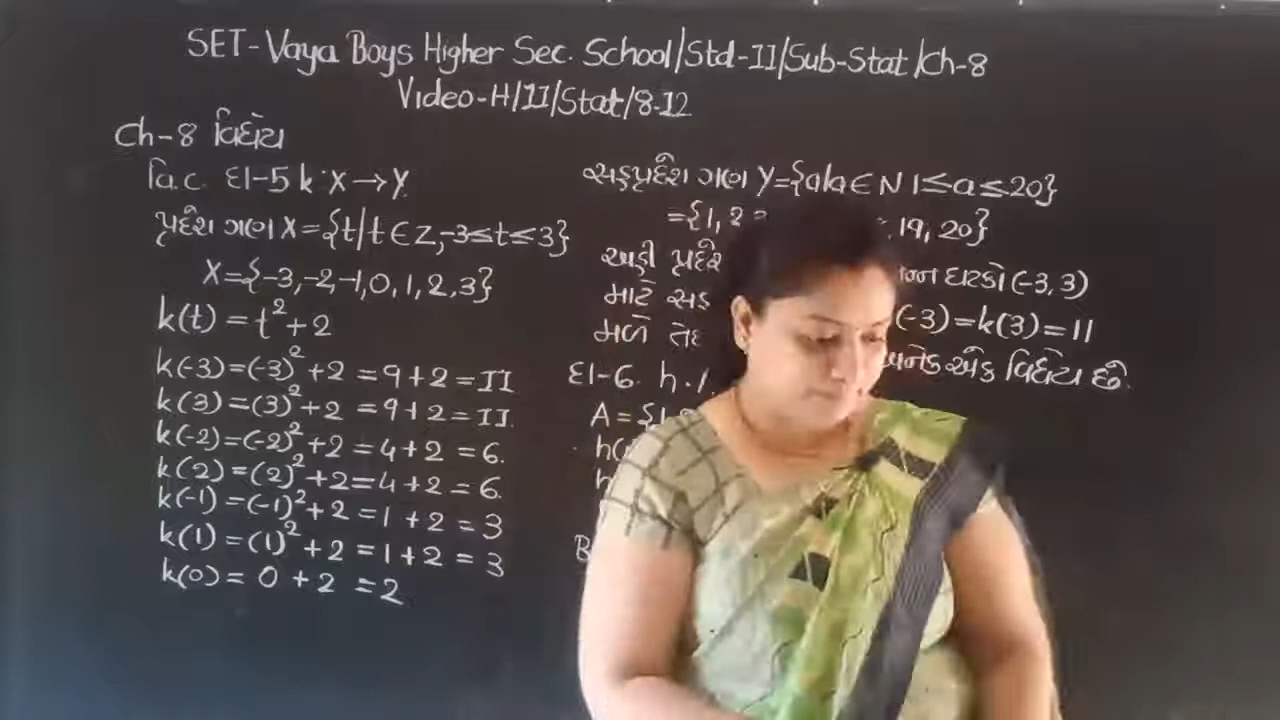 SET-Vaya Boys Higher Sec. School/Std-11/Sub-Stat/Ch-8
Video-H/11/Stat/8.12
Ch-8 વિધેય
વિ.ઘ. દા-5 k: X→Y
પ્રદેશ ગણ X={t/t∈Z,-3≤t≤3}
X={-3,-2,-1,0,1,2,3}
k(t)=t²+2
k(-3)=(-3)²+2=9+2=11
k(3)=(3)²+2=9+2=11.
k(-2)=(-2)²+2=4+2=6.
k(2)=(2)²+2=4+2=6.
k(-1)=(-1)²+2=1+2=3
k(1)=(1)²+2=1+2=3
k(0)=0+2=2
સહપ્રદેશ ગણ Y={a/a∈N 1≤a≤20}
={1, 2 19, 20}
અહીં ઘટકો (-3,3)
માટે (-3)=k(3)=11
મળે અનેક એક વિધેય છે.
દા-6. h
A={1
h
h
B